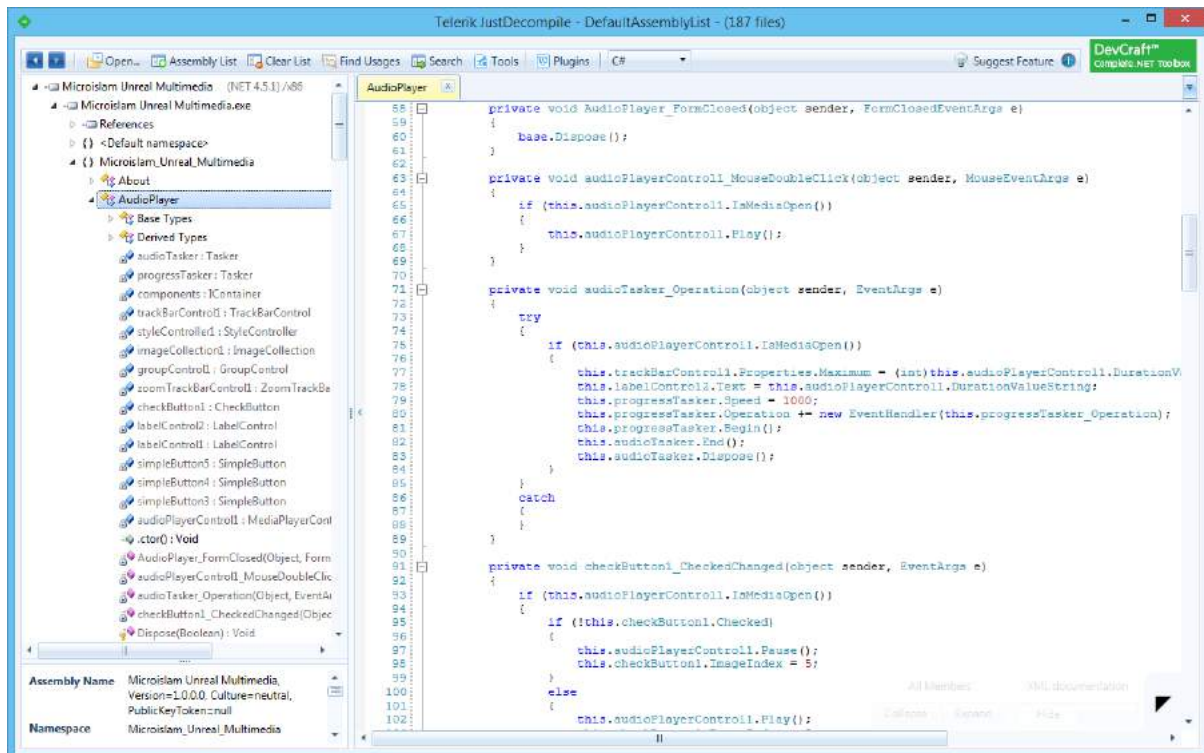 Telerik JustDecompile - DefaultAssemblyList - (187 files)
Open... Assembly List Clear List Find Usages Search Tools Plugins C# Suggest Feature
DevCraft™
Complete .NET Toolbox
Microislam Unreal Multimedia (NET 4.5.1) /x86
Microislam Unreal Multimedia.exe
References
{ } <Default namespace>
{ } Microislam_Unreal_Multimedia
About
AudioPlayer
Base Types
Derived Types
audioTasker : Tasker
progressTasker : Tasker
components : IContainer
trackBarControl1 : TrackBarControl
styleController1 : StyleController
imageCollection1 : ImageCollection
groupControl1 : GroupControl
zoomTrackBarControl1 : ZoomTrackBa
checkButton1 : CheckButton
labelControl2 : LabelControl
labelControl1 : LabelControl
simpleButton5 : SimpleButton
simpleButton4 : SimpleButton
simpleButton3 : SimpleButton
audioPlayerControl1 : MediaPlayerCont
.ctor() : Void
AudioPlayer_FormClosed(Object, Form
audioPlayerControl1_MouseDoubleClic
audioTasker_Operation(Object, EventAr
checkButton1_CheckedChanged(Objec
Dispose(Boolean) : Void
Assembly Name Microislam Unreal Multimedia,
Version=1.0.0.0, Culture=neutral,
PublicKeyToken=null
Namespace Microislam_Unreal_Multimedia
AudioPlayer
58 private void AudioPlayer_FormClosed(object sender, FormClosedEventArgs e)
59 {
60 base.Dispose();
61 }
62
63 private void audioPlayerControl1_MouseDoubleClick(object sender, MouseEventArgs e)
64 {
65 if (this.audioPlayerControl1.IsMediaOpen())
66 {
67 this.audioPlayerControl1.Play();
68 }
69 }
70
71 private void audioTasker_Operation(object sender, EventArgs e)
72 {
73 try
74 {
75 if (this.audioPlayerControl1.IsMediaOpen())
76 {
77 this.trackBarControl1.Properties.Maximum = (int)this.audioPlayerControl1.DurationV
78 this.labelControl2.Text = this.audioPlayerControl1.DurationValueString;
79 this.progressTasker.Speed = 1000;
80 this.progressTasker.Operation += new EventHandler(this.progressTasker_Operation);
81 this.progressTasker.Begin();
82 this.audioTasker.End();
83 this.audioTasker.Dispose();
84 }
85 }
86 catch
87 {
88 }
89 }
90
91 private void checkButton1_CheckedChanged(object sender, EventArgs e)
92 {
93 if (this.audioPlayerControl1.IsMediaOpen())
94 {
95 if (!this.checkButton1.Checked)
96 {
97 this.audioPlayerControl1.Pause();
98 this.checkButton1.ImageIndex = 5;
99 }
100 else
101 {
102 this.audioPlayerControl1.Play();
All Members XML documentation
Collapse Expand Hide